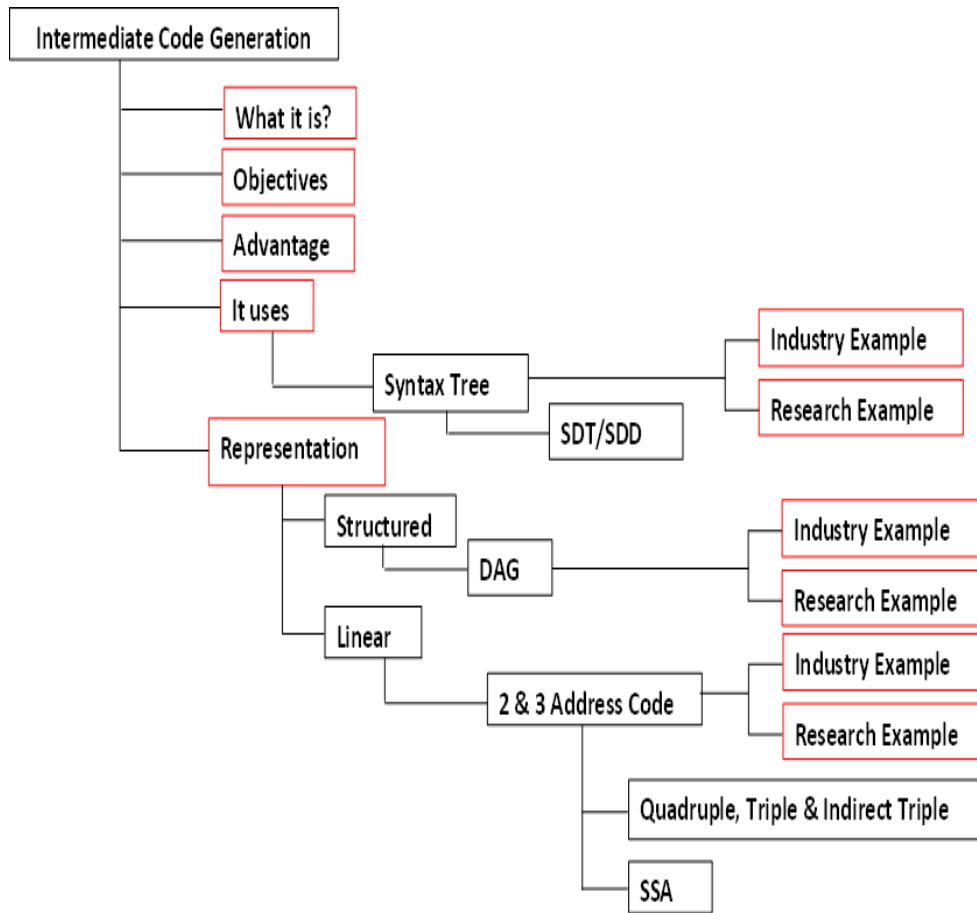 Intermediate Code Generation
What it is?
Objectives
Advantage
It uses
Industry Example
Syntax Tree
Research Example
SDT/SDD
Representation
Structured
Industry Example
DAG
Research Example
Linear
Industry Example
2 & 3 Address Code
Research Example
Quadruple, Triple & Indirect Triple
SSA